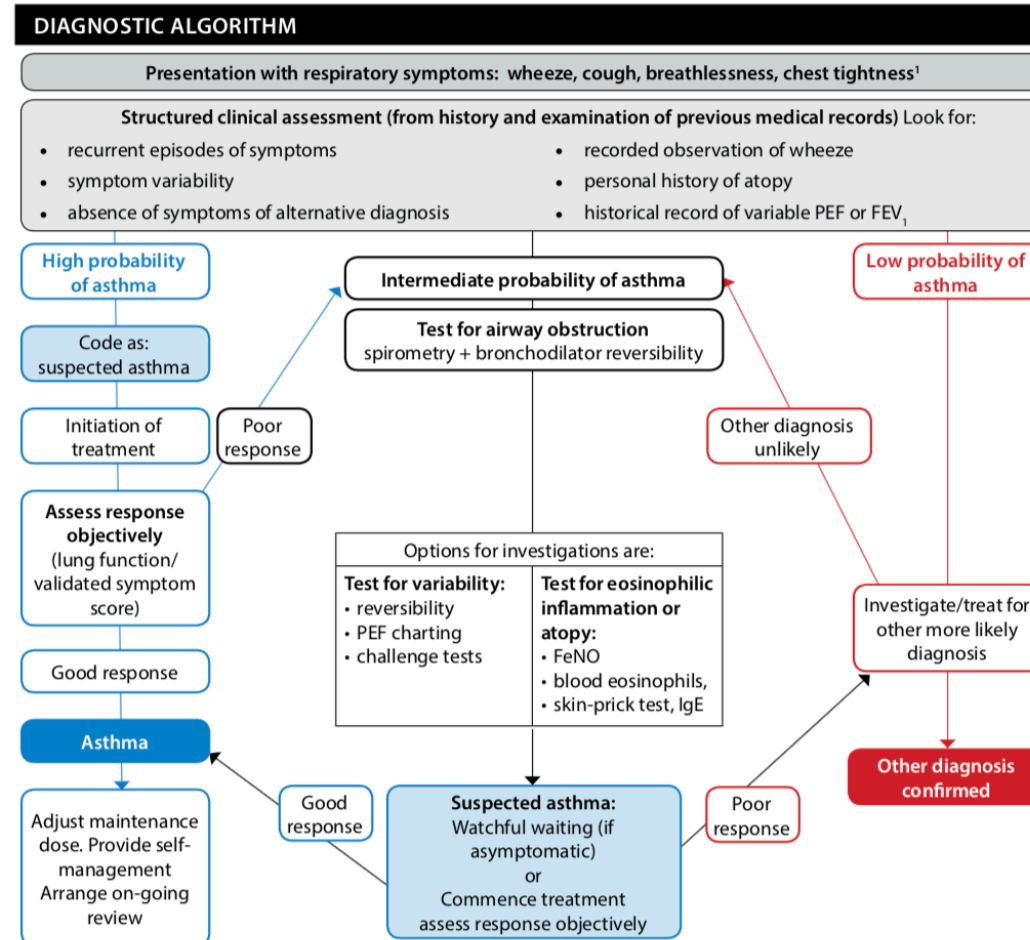 DIAGNOSTIC ALGORITHM
Presentation with respiratory symptoms: wheeze, cough, breathlessness, chest tightness¹
Structured clinical assessment (from history and examination of previous medical records) Look for:
• recurrent episodes of symptoms
• symptom variability
• absence of symptoms of alternative diagnosis
• recorded observation of wheeze
• personal history of atopy
• historical record of variable PEF or FEV₁
High probability
of asthma
Code as:
suspected asthma
Initiation of
treatment
Assess response
objectively
(lung function/
validated symptom
score)
Good response
Asthma
Adjust maintenance
dose. Provide self-
management
Arrange on-going
review
Poor
response
Intermediate probability of asthma
Test for airway obstruction
spirometry + bronchodilator reversibility
Options for investigations are:
Test for variability:
• reversibility
• PEF charting
• challenge tests
Test for eosinophilic
inflammation or
atopy:
• FeNO
• blood eosinophils,
• skin-prick test, IgE
Good
response
Suspected asthma:
Watchful waiting (if
asymptomatic)
or
Commence treatment
assess response objectively
Poor
response
Low probability of
asthma
Other diagnosis
unlikely
Investigate/treat for
other more likely
diagnosis
Other diagnosis
confirmed